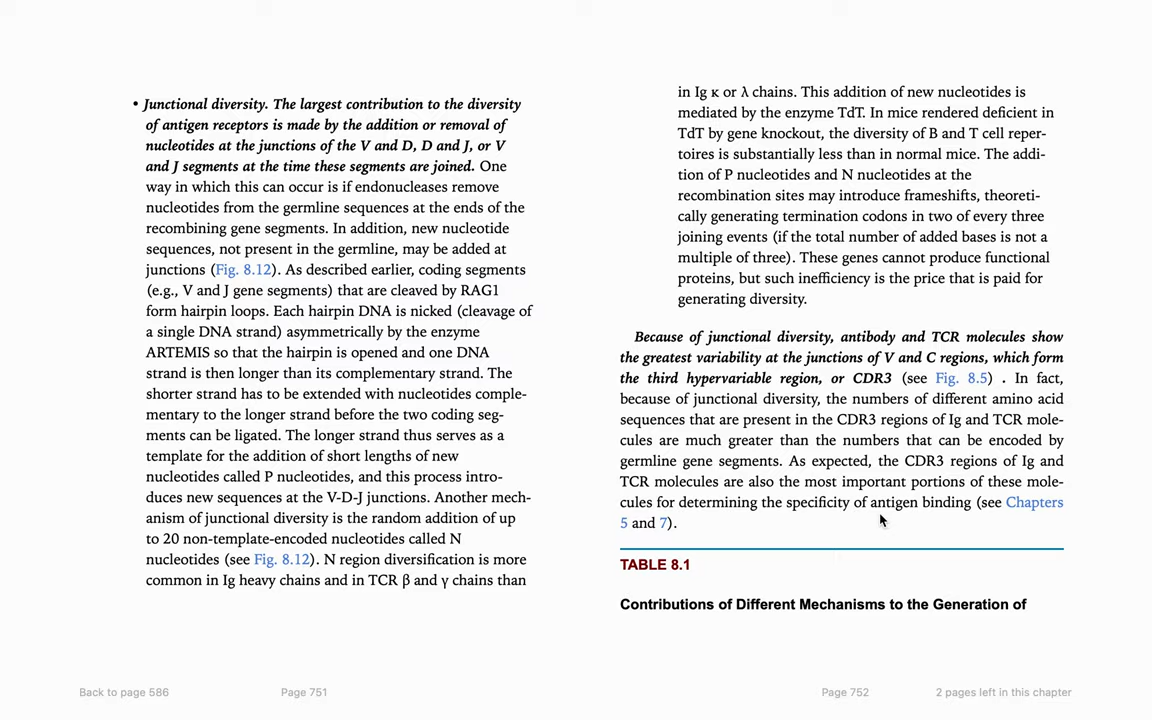 • Junctional diversity. The largest contribution to the diversity
of antigen receptors is made by the addition or removal of
nucleotides at the junctions of the V and D, D and J, or V
and J segments at the time these segments are joined. One
way in which this can occur is if endonucleases remove
nucleotides from the germline sequences at the ends of the
recombining gene segments. In addition, new nucleotide
sequences, not present in the germline, may be added at
junctions (Fig. 8.12). As described earlier, coding segments
(e.g., V and J gene segments) that are cleaved by RAG1
form hairpin loops. Each hairpin DNA is nicked (cleavage of
a single DNA strand) asymmetrically by the enzyme
ARTEMIS so that the hairpin is opened and one DNA
strand is then longer than its complementary strand. The
shorter strand has to be extended with nucleotides comple-
mentary to the longer strand before the two coding seg-
ments can be ligated. The longer strand thus serves as a
template for the addition of short lengths of new
nucleotides called P nucleotides, and this process intro-
duces new sequences at the V-D-J junctions. Another mech-
anism of junctional diversity is the random addition of up
to 20 non-template-encoded nucleotides called N
nucleotides (see Fig. 8.12). N region diversification is more
common in Ig heavy chains and in TCR β and γ chains than
in Ig κ or λ chains. This addition of new nucleotides is
mediated by the enzyme TdT. In mice rendered deficient in
TdT by gene knockout, the diversity of B and T cell reper-
toires is substantially less than in normal mice. The addi-
tion of P nucleotides and N nucleotides at the
recombination sites may introduce frameshifts, theoreti-
cally generating termination codons in two of every three
joining events (if the total number of added bases is not a
multiple of three). These genes cannot produce functional
proteins, but such inefficiency is the price that is paid for
generating diversity.
Because of junctional diversity, antibody and TCR molecules show
the greatest variability at the junctions of V and C regions, which form
the third hypervariable region, or CDR3 (see Fig. 8.5) . In fact,
because of junctional diversity, the numbers of different amino acid
sequences that are present in the CDR3 regions of Ig and TCR mole-
cules are much greater than the numbers that can be encoded by
germline gene segments. As expected, the CDR3 regions of Ig and
TCR molecules are also the most important portions of these mole-
cules for determining the specificity of antigen binding (see Chapters
5 and 7).
TABLE 8.1
Contributions of Different Mechanisms to the Generation of
Back to page 586
Page 751
Page 752
2 pages left in this chapter